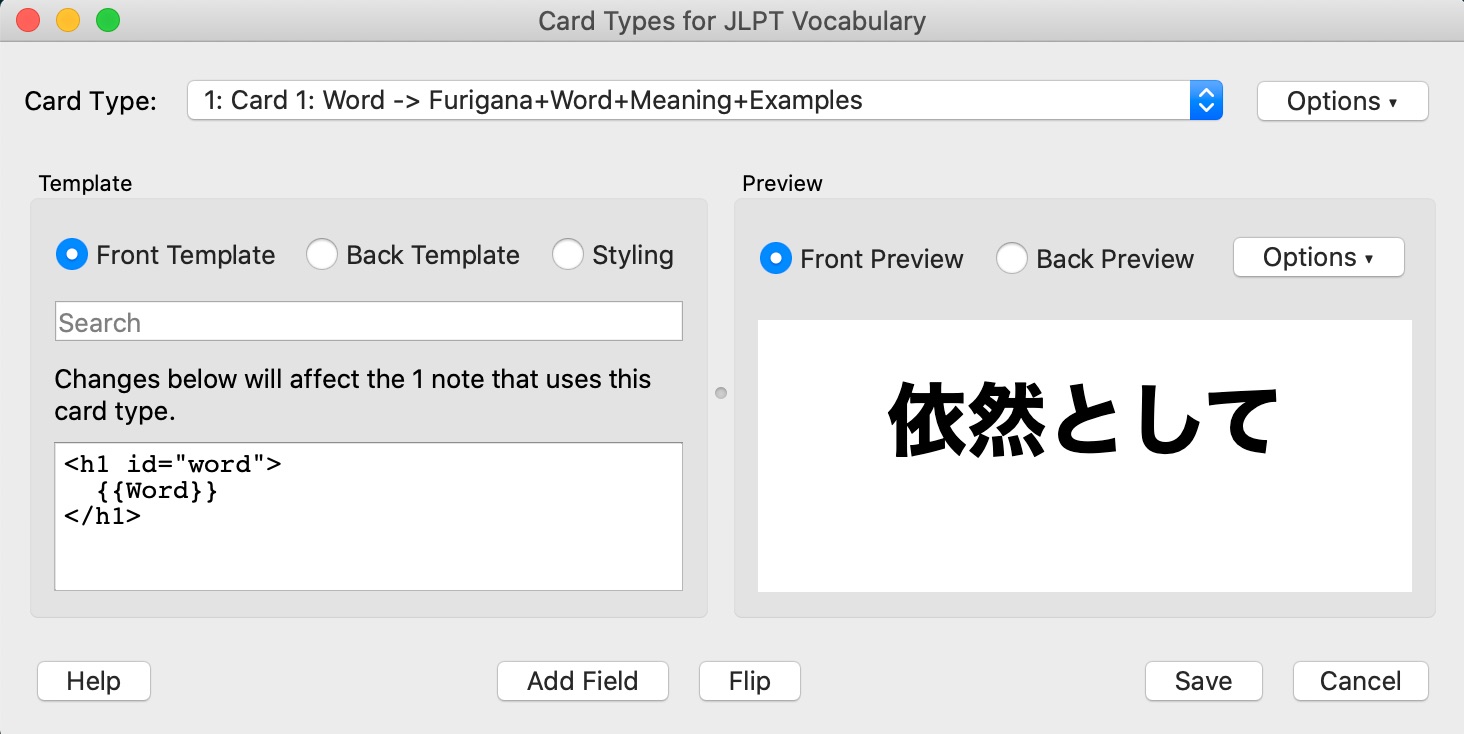 Card Types for JLPT Vocabulary
Card Type:
1: Card 1: Word -> Furigana+Word+Meaning+Examples
Options ▾
Template
Front Template
Back Template
Styling
Search
Changes below will affect the 1 note that uses this
card type.
<h1 id="word">
  {{Word}}
</h1>
Preview
Front Preview
Back Preview
Options ▾
依然として
Help
Add Field
Flip
Save
Cancel